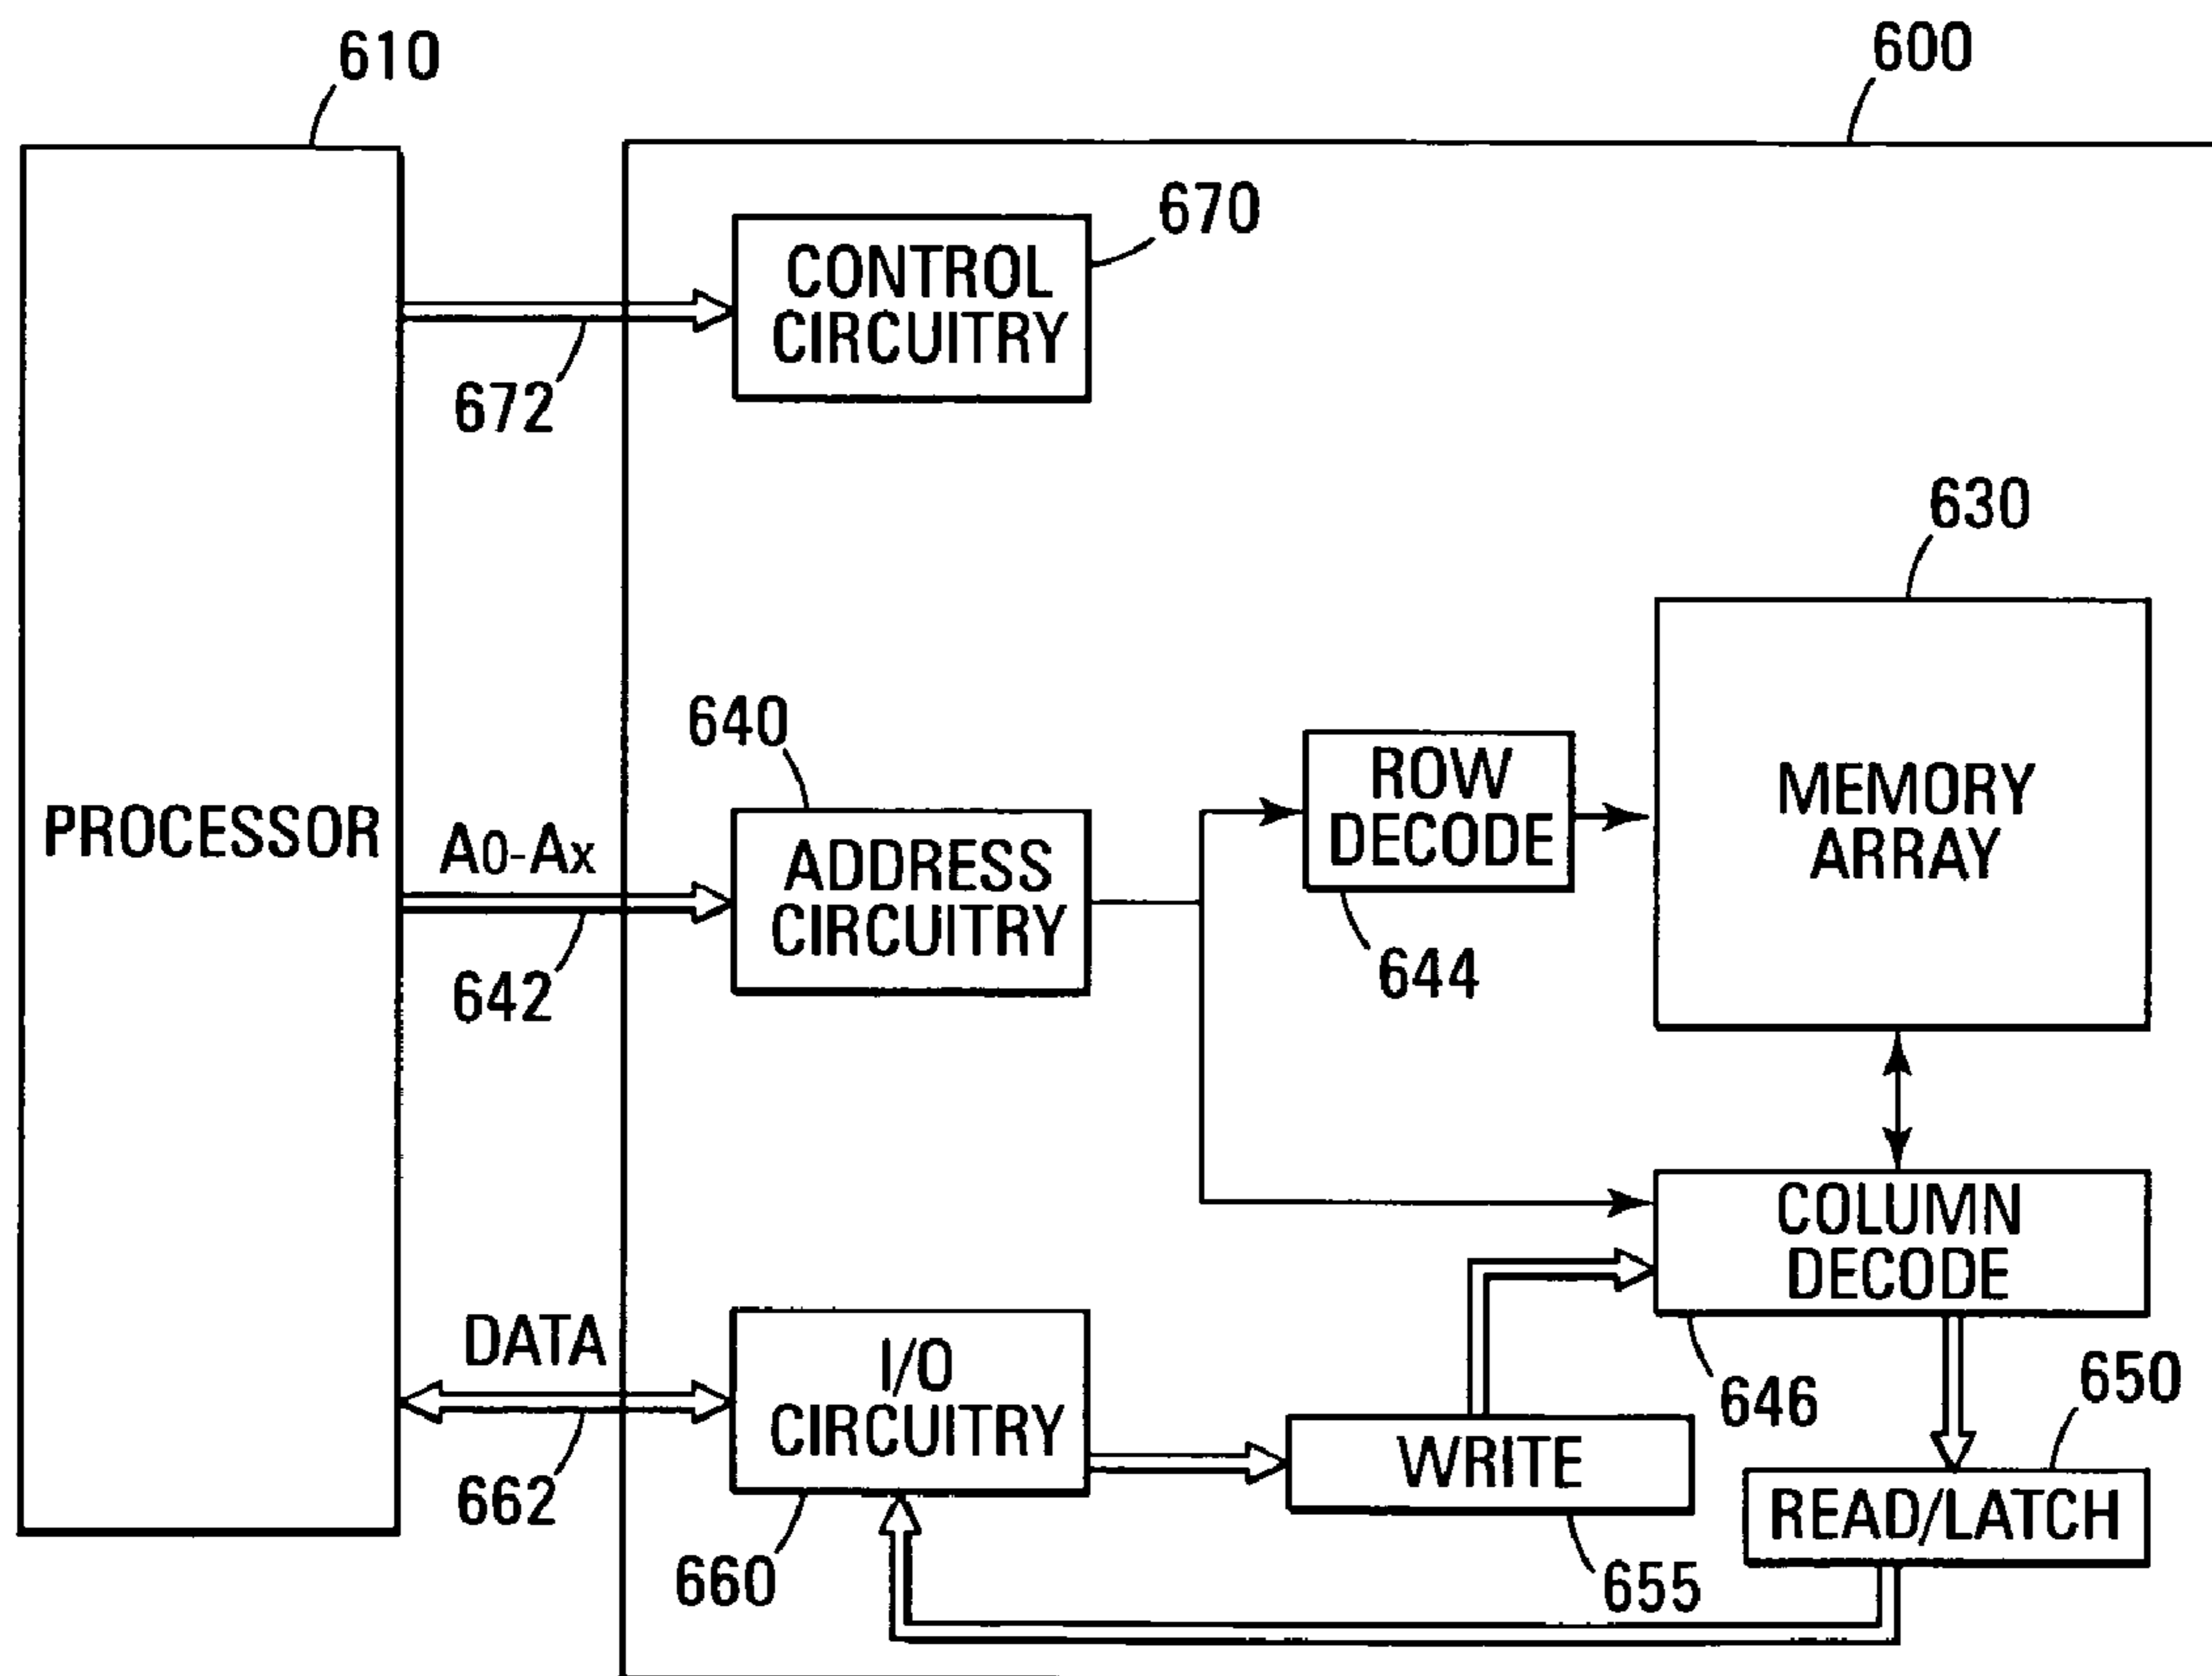 610
600
670
CONTROL
CIRCUITRY
672
630
640
ROW
DECODE
MEMORY
ARRAY
PROCESSOR
A0-Ax
ADDRESS
CIRCUITRY
644
642
COLUMN
DECODE
DATA
I/O
CIRCUITRY
646
650
WRITE
662
READ/LATCH
660
655